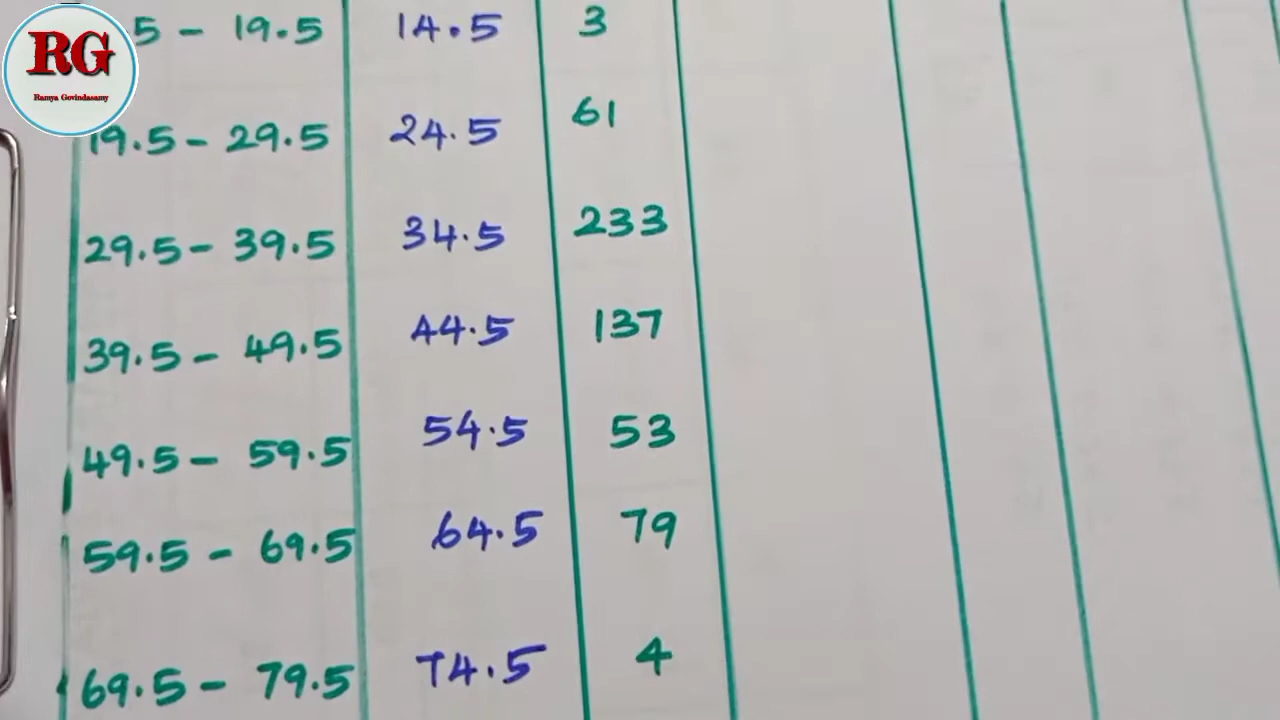 RG
Ramya Govindasamy
5 - 19.5 14.5 3
19.5 - 29.5 24.5 61
29.5 - 39.5 34.5 233
39.5 - 49.5 44.5 137
49.5 - 59.5 54.5 53
59.5 - 69.5 64.5 79
69.5 - 79.5 74.5 4